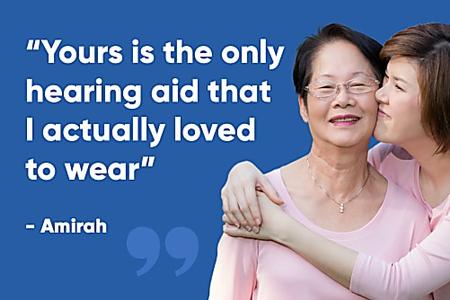 “Yours is the only
hearing aid that
I actually loved
to wear”
- Amirah